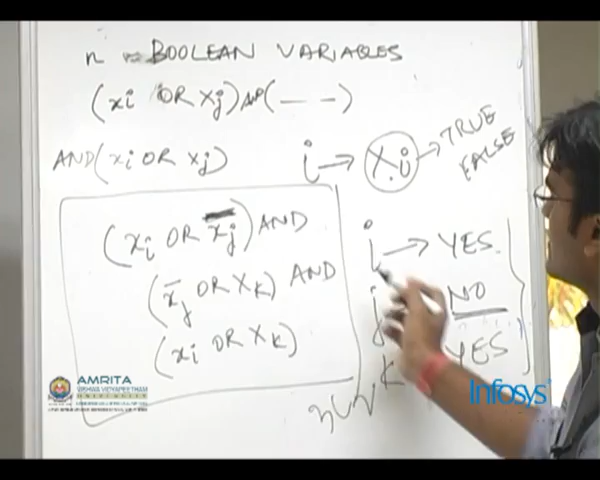 n = BOOLEAN VARIABLES
(xi OR xj) AND (———)
AND (xi OR xj)
i → x.i → TRUE
FALSE
(xi OR x̅j) AND
(x̅j OR xk) AND
(xi OR xk)
i → YES
j NO
k YES
AMRITA
VISHWA VIDYAPEETHAM
UNIVERSITY
Infosys